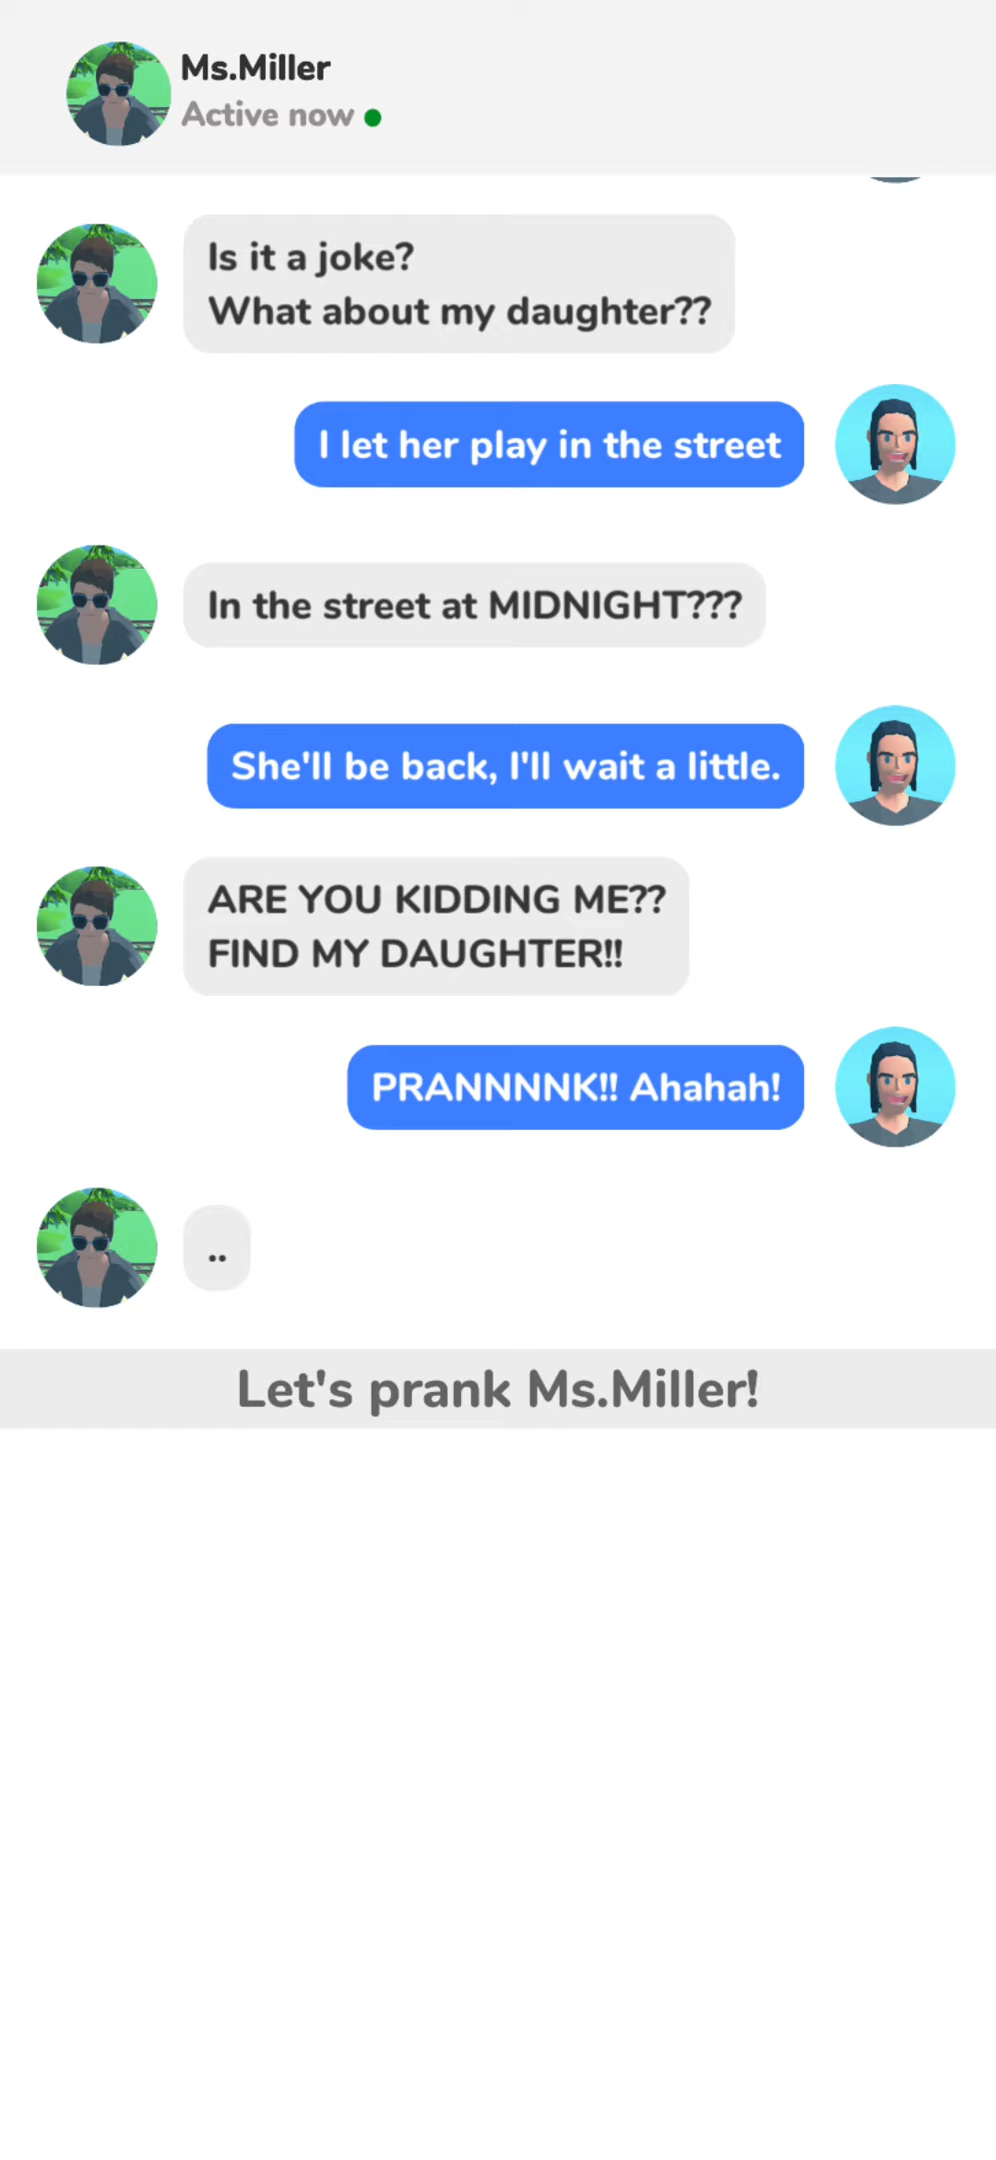 Ms.Miller
Active now
Is it a joke?
What about my daughter??
I let her play in the street
In the street at MIDNIGHT???
She'll be back, I'll wait a little.
ARE YOU KIDDING ME??
FIND MY DAUGHTER!!
PRANNNNK!! Ahahah!
..
Let's prank Ms.Miller!